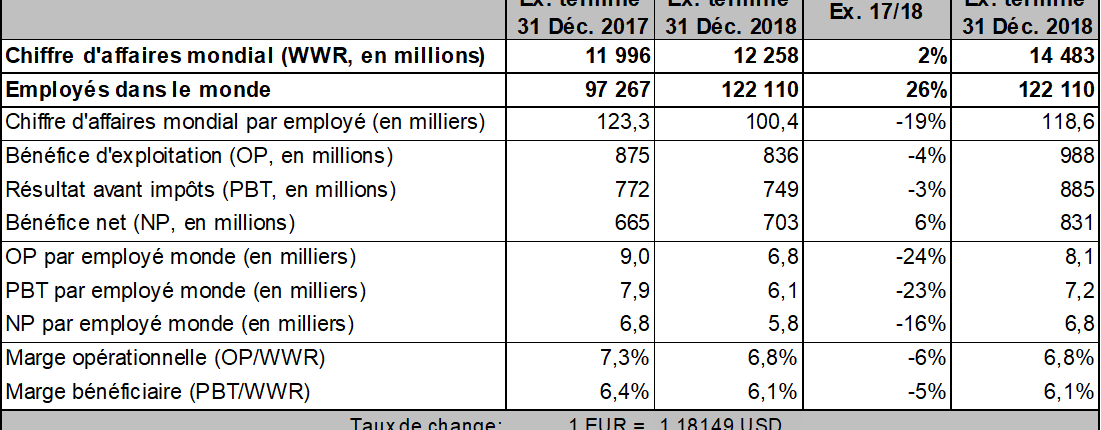 Ex. terminé Ex. terminé Ex. 17/18 Ex. terminé
31 Déc. 2017 31 Déc. 2018 31 Déc. 2018
Chiffre d'affaires mondial (WWR, en millions) 11 996 12 258 2% 14 483
Employés dans le monde 97 267 122 110 26% 122 110
Chiffre d'affaires mondial par employé (en milliers) 123,3 100,4 -19% 118,6
Bénéfice d'exploitation (OP, en millions) 875 836 -4% 988
Résultat avant impôts (PBT, en millions) 772 749 -3% 885
Bénéfice net (NP, en millions) 665 703 6% 831
OP par employé monde (en milliers) 9,0 6,8 -24% 8,1
PBT par employé monde (en milliers) 7,9 6,1 -23% 7,2
NP par employé monde (en milliers) 6,8 5,8 -16% 6,8
Marge opérationnelle (OP/WWR) 7,3% 6,8% -6% 6,8%
Marge bénéficiaire (PBT/WWR) 6,4% 6,1% -5% 6,1%
Taux de change: 1 EUR = 1,18149 USD